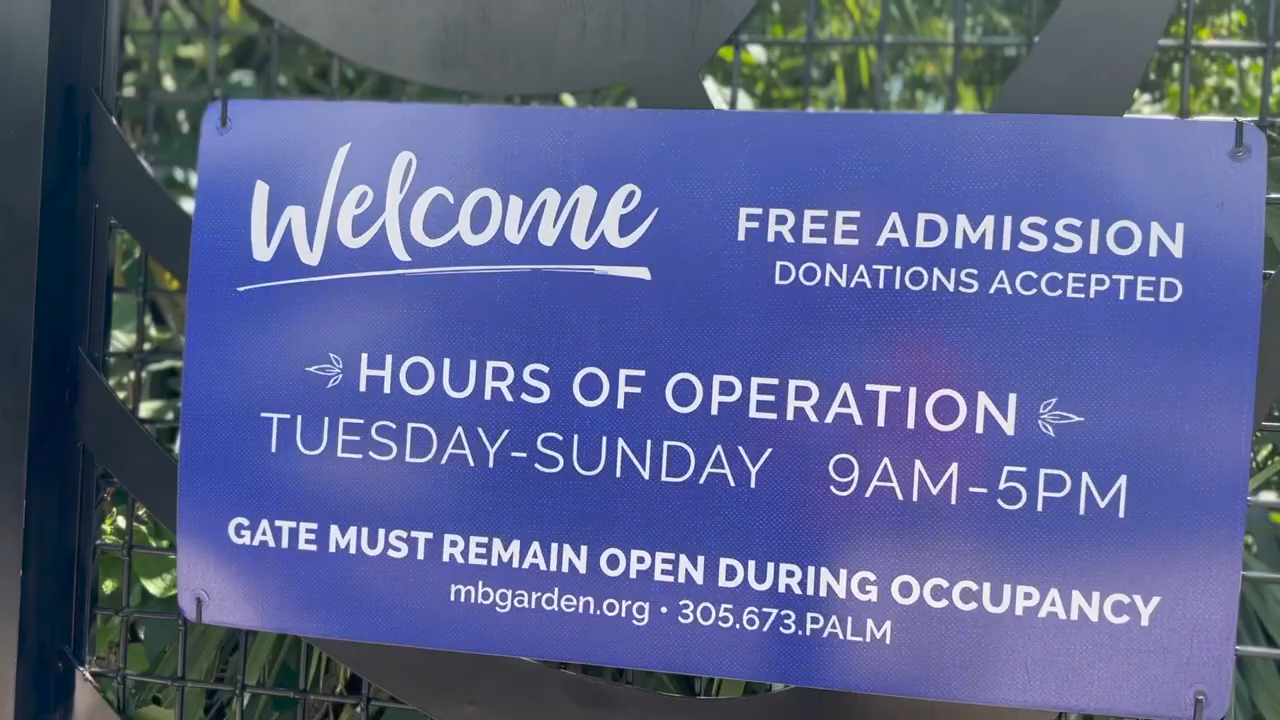 Welcome
FREE ADMISSION
DONATIONS ACCEPTED
HOURS OF OPERATION
TUESDAY-SUNDAY 9AM-5PM
GATE MUST REMAIN OPEN DURING OCCUPANCY
mbgarden.org • 305.673.PALM